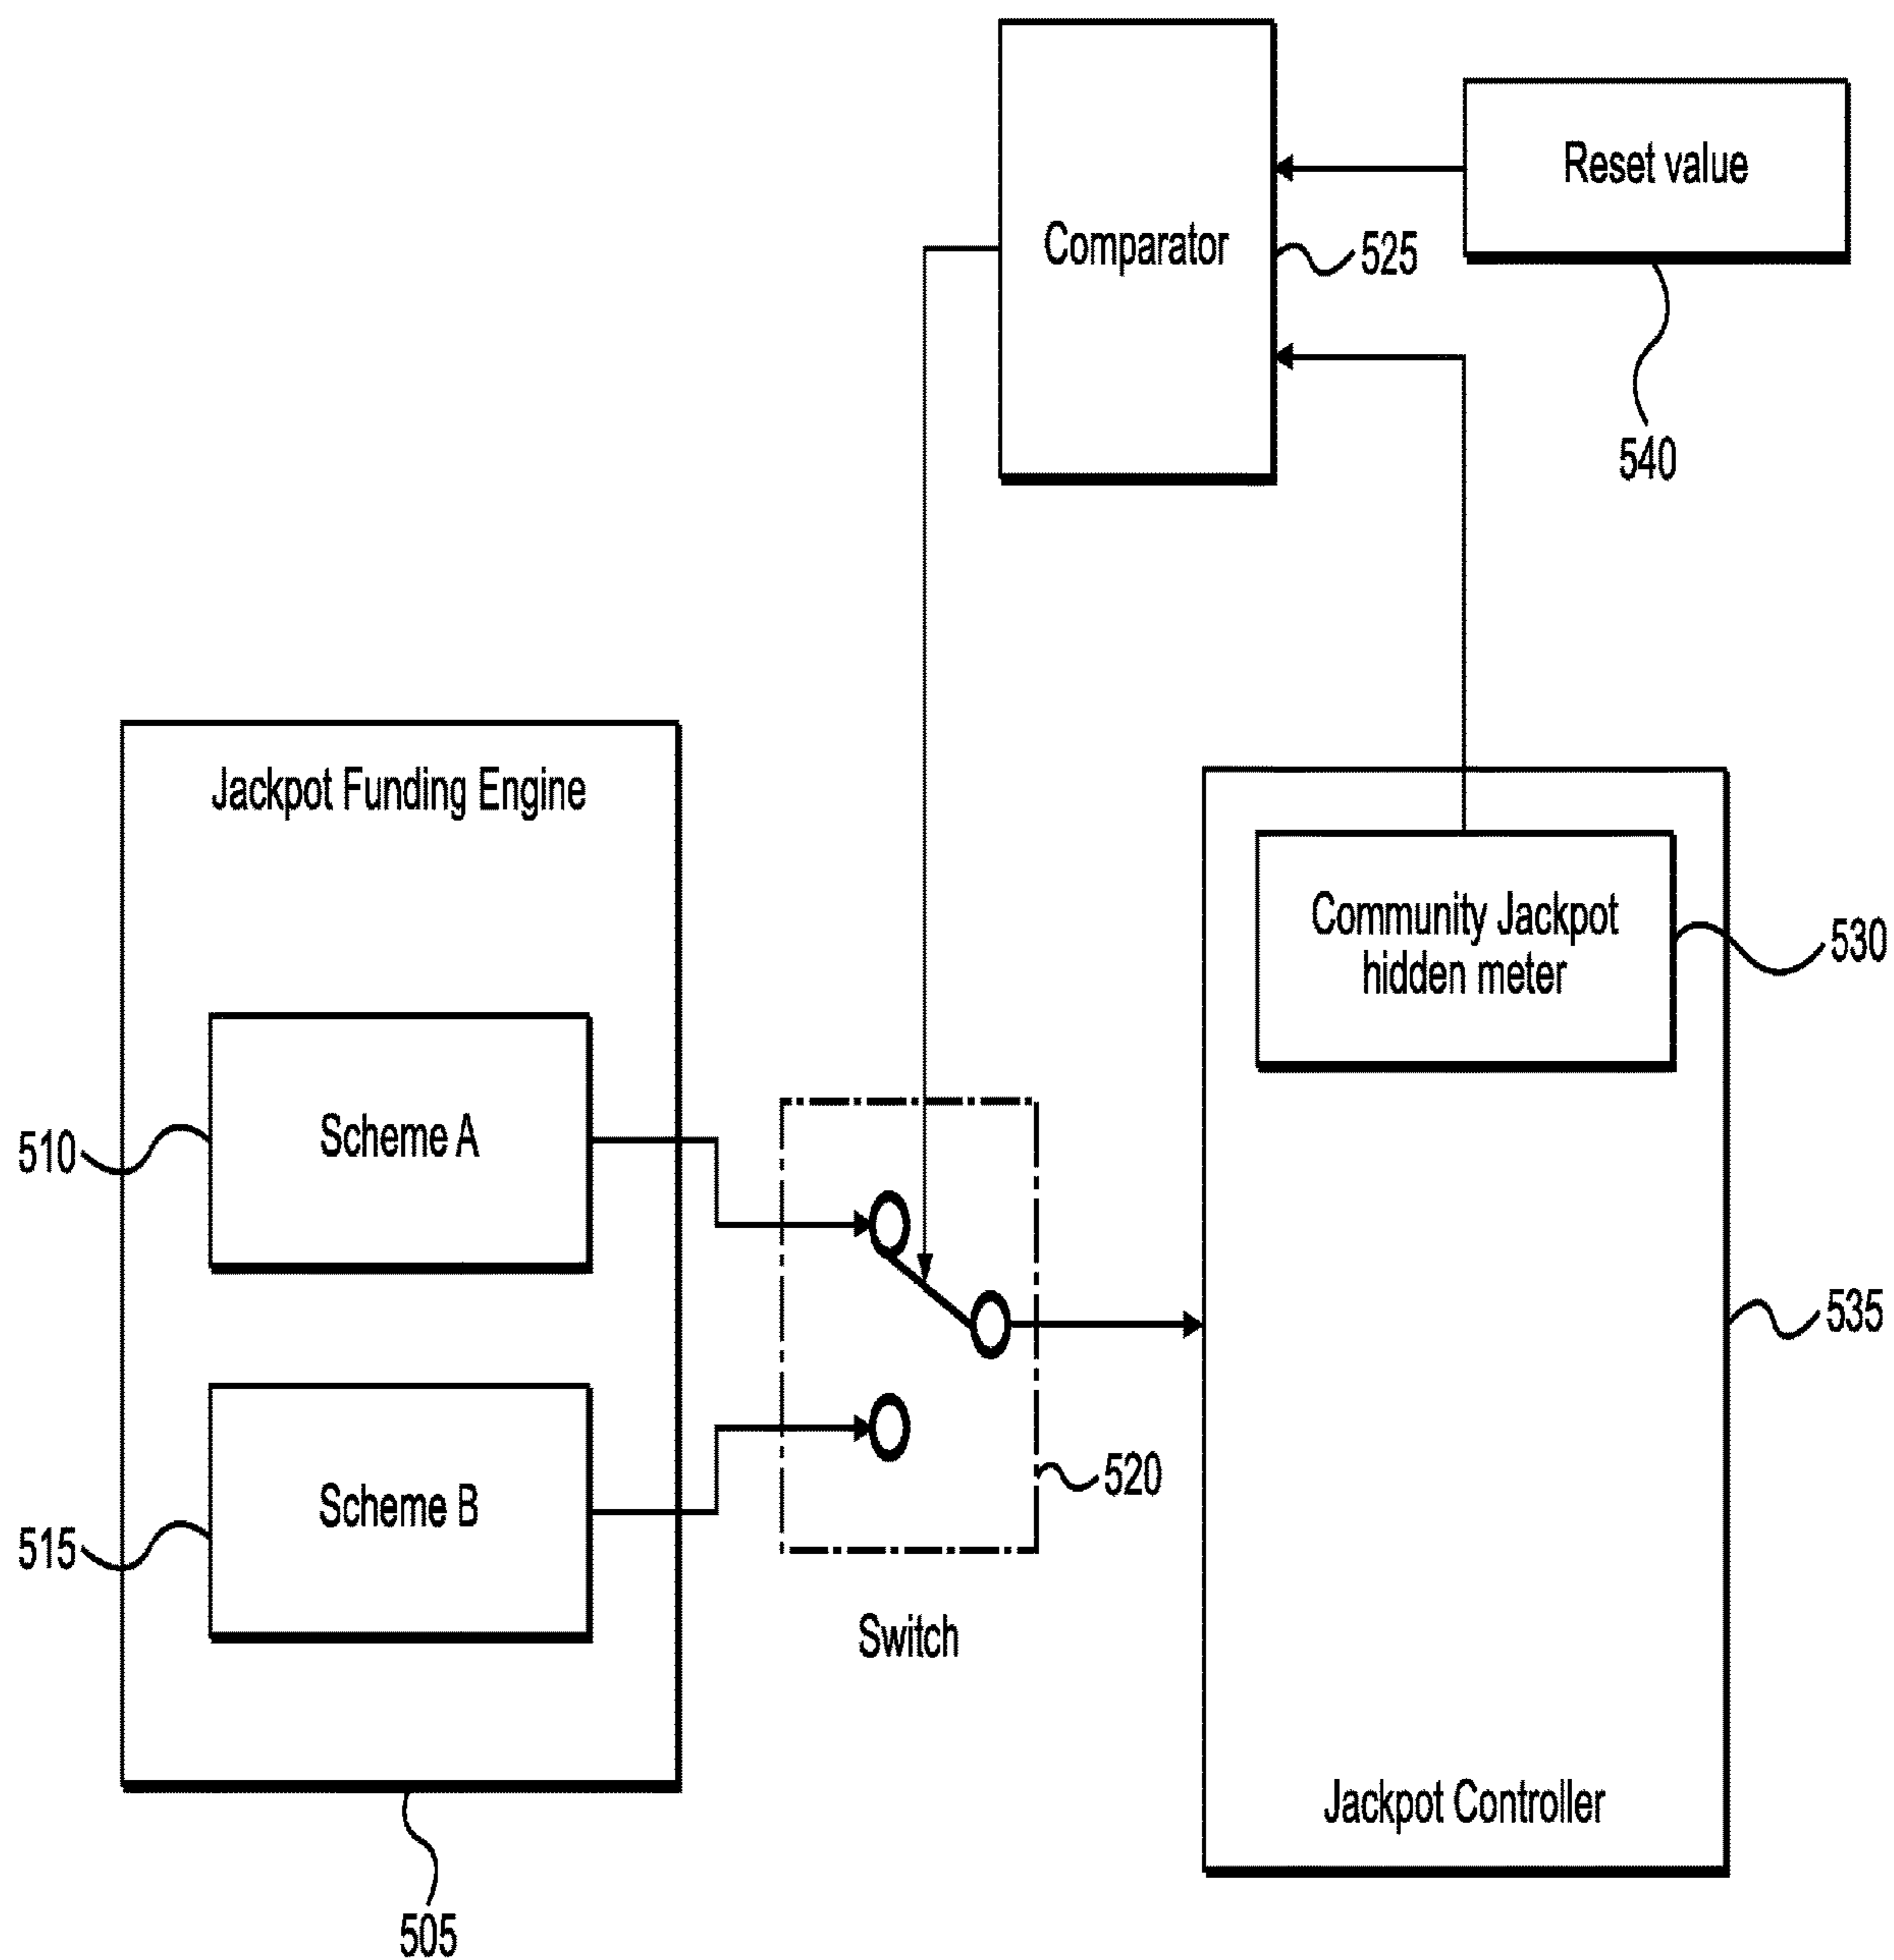 Reset value
Comparator
525
540
Jackpot Funding Engine
Community Jackpot
hidden meter
530
Scheme A
510
535
520
Scheme B
515
Switch
Jackpot Controller
505